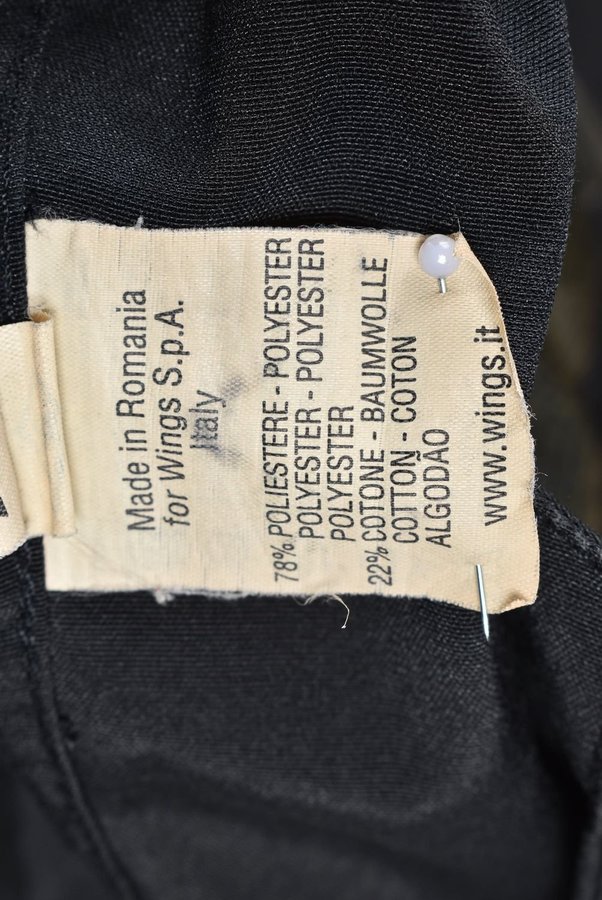 Made in Romania
for Wings S.p.A.
Italy
78% POLIESTERE - POLYESTER
POLYESTER - POLYESTER
POLYESTER
22% COTONE - BAUMWOLLE
COTTON - COTON
ALGODAO
www.wings.it